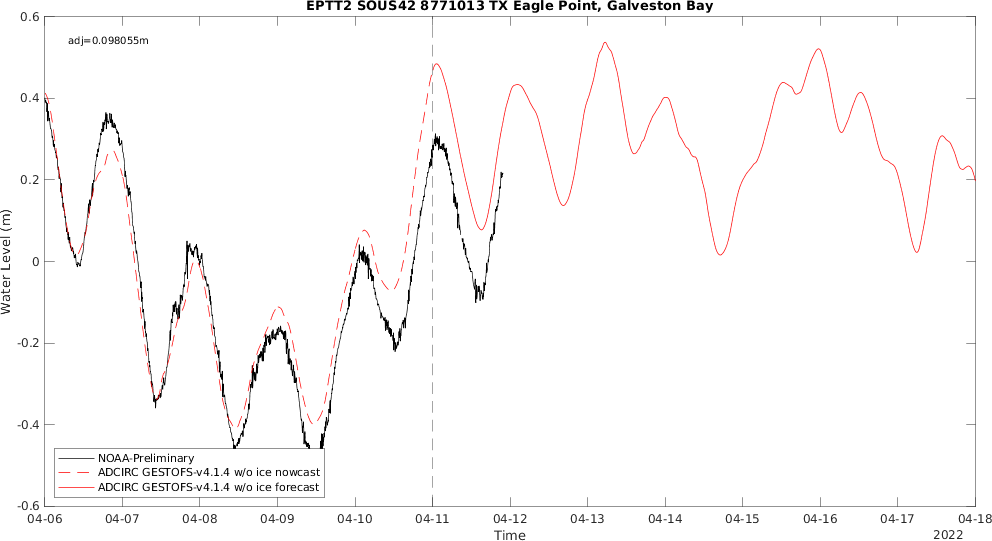 EPTT2 SOUS42 8771013 TX Eagle Point, Galveston Bay
adj=0.098055m
0.6
0.4
0.2
0
-0.2
-0.4
-0.6
Water Level (m)
NOAA-Preliminary
ADCIRC GESTOFS-v4.1.4 w/o ice nowcast
ADCIRC GESTOFS-v4.1.4 w/o ice forecast
04-06 04-07 04-08 04-09 04-10 04-11 04-12 04-13 04-14 04-15 04-16 04-17 04-18
Time
2022